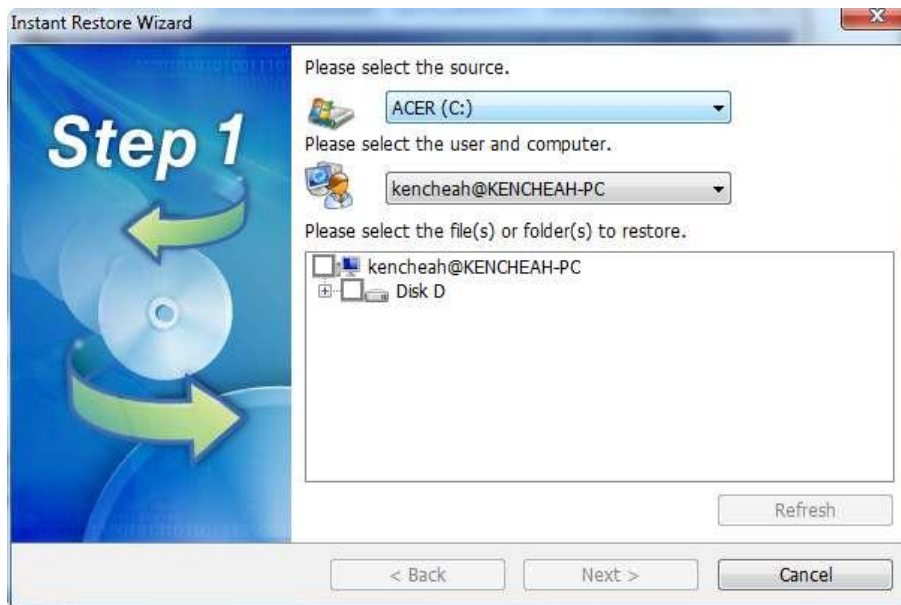 Instant Restore Wizard
Step 1
Please select the source.
ACER (C:)
Please select the user and computer.
kencheah@KENCHEAH-PC
Please select the file(s) or folder(s) to restore.
kencheah@KENCHEAH-PC
Disk D
Refresh
< Back Next > Cancel